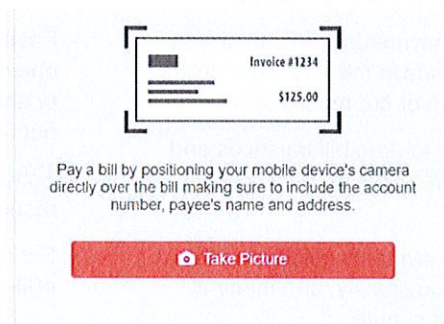 Invoice #1234
$125.00
Pay a bill by positioning your mobile device's camera
directly over the bill making sure to include the account
number, payee's name and address.
Take Picture